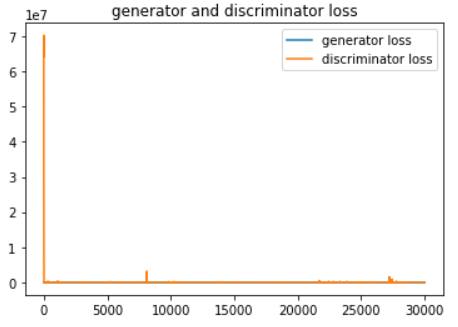 generator and discriminator loss
1e7
generator loss
discriminator loss
7
6
5
4
3
2
1
0
0 5000 10000 15000 20000 25000 30000